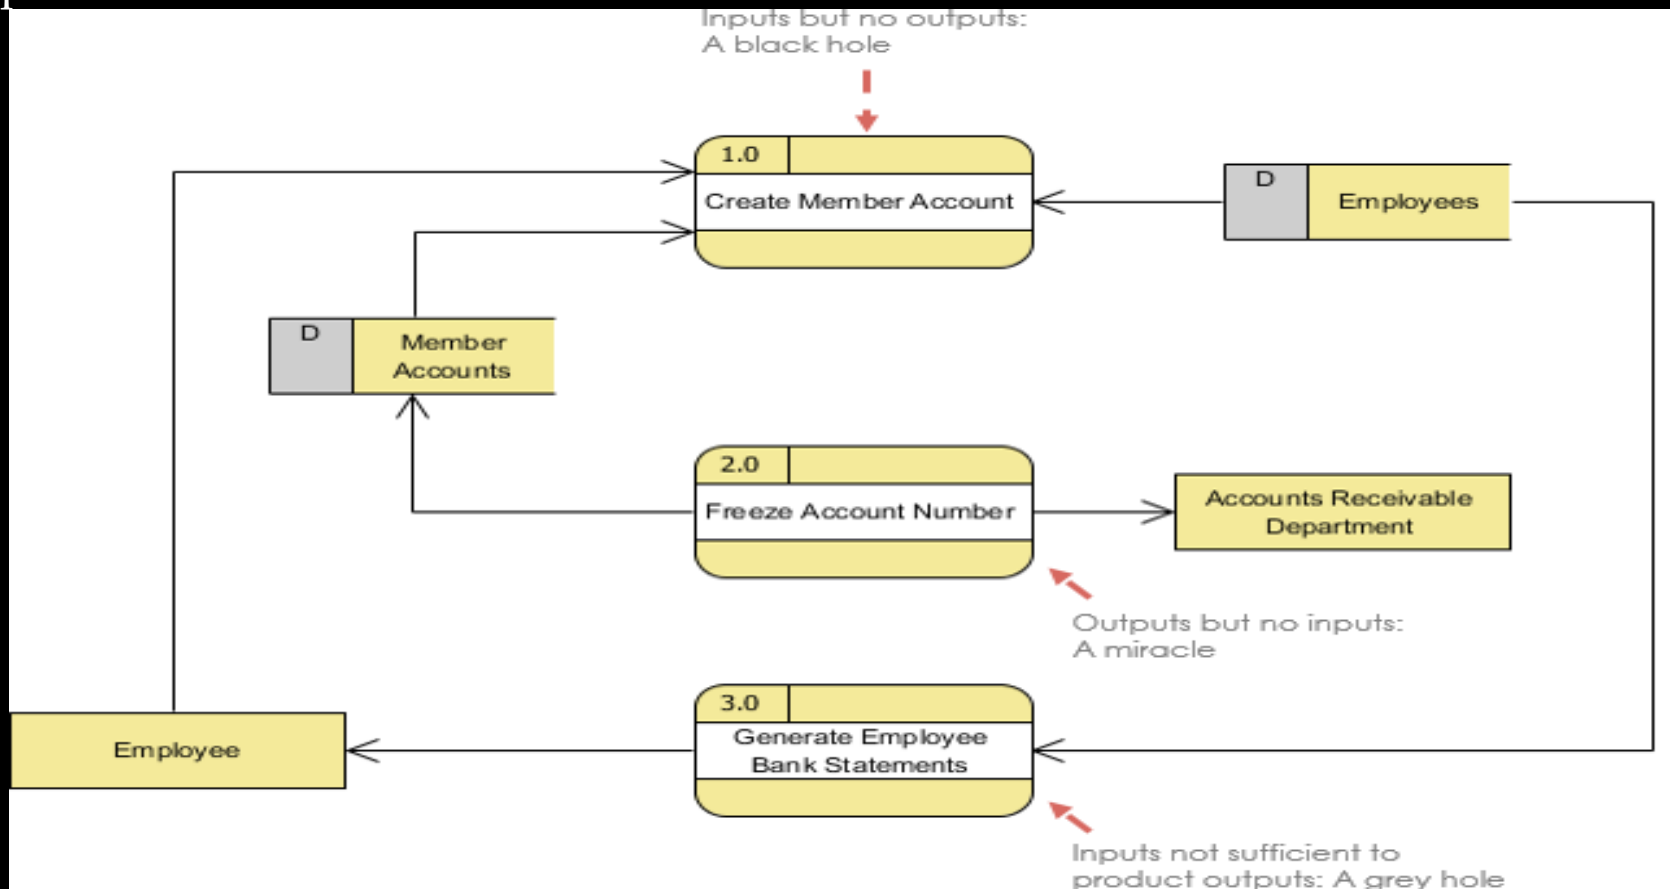 Inputs but no outputs:
A black hole
1.0
Create Member Account
D
Employees
D
Member
Accounts
2.0
Freeze Account Number
Accounts Receivable
Department
Outputs but no inputs:
A miracle
3.0
Generate Employee
Bank Statements
Employee
Inputs not sufficient to
product outputs: A grey hole